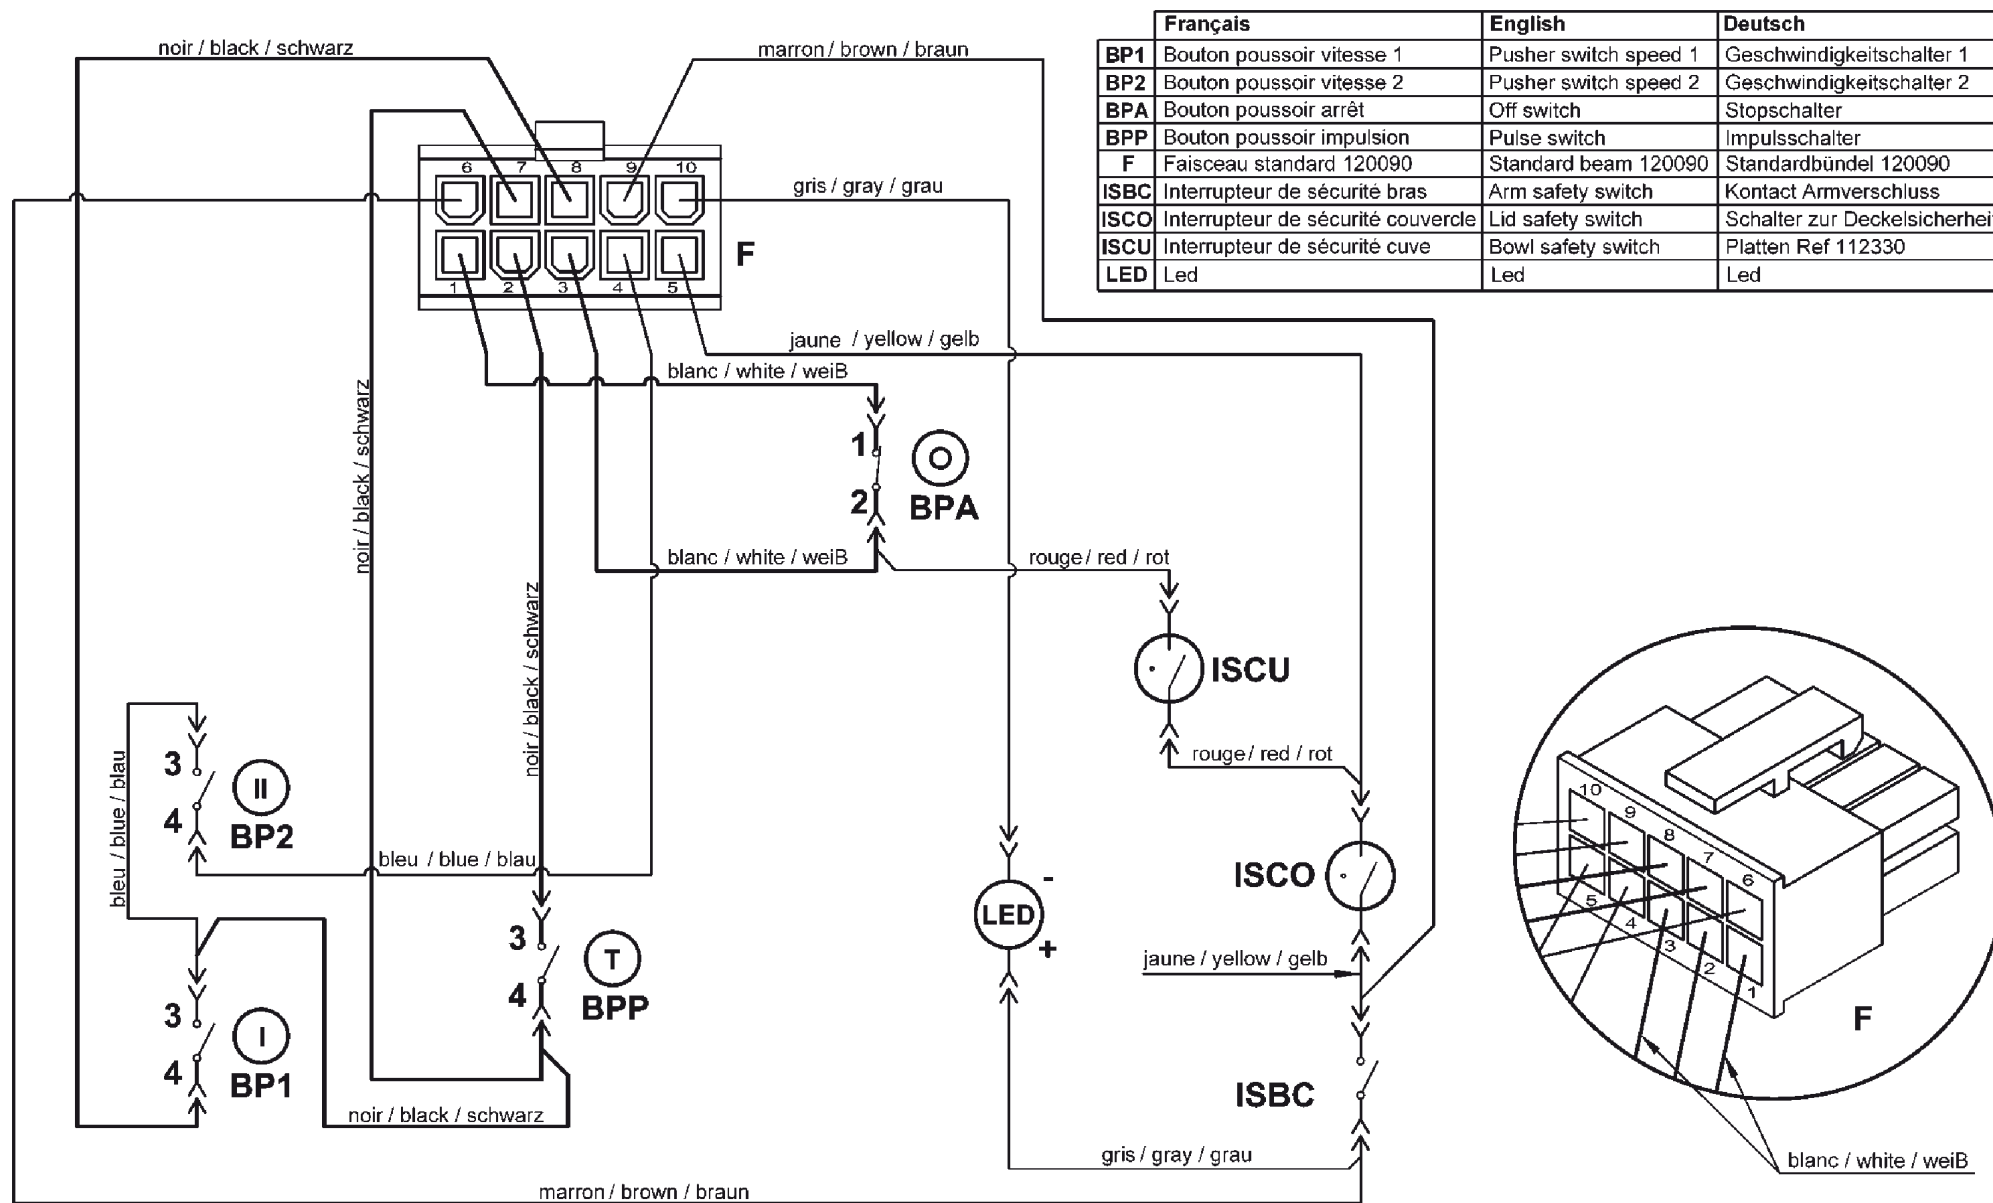 Français English Deutsch
BP1 Bouton poussoir vitesse 1 Pusher switch speed 1 Geschwindigkeitschalter 1
BP2 Bouton poussoir vitesse 2 Pusher switch speed 2 Geschwindigkeitschalter 2
BPA Bouton poussoir arrêt Off switch Stopschalter
BPP Bouton poussoir impulsion Pulse switch Impulsschalter
F Faisceau standard 120090 Standard beam 120090 Standardbündel 120090
ISBC Interrupteur de sécurité bras Arm safety switch Kontact Armverschluss
ISCO Interrupteur de sécurité couvercle Lid safety switch Schalter zur Deckelsicherheit
ISCU Interrupteur de sécurité cuve Bowl safety switch Platten Ref 112330
LED Led Led Led
noir / black / schwarz
marron / brown / braun
6 7 8 9 10
gris / gray / grau
F
1 2 3 4 5
jaune / yellow / gelb
blanc / white / weiB
noir / black / schwarz
1
O
2
BPA
blanc / white / weiB
rouge / red / rot
noir / black / schwarz
ISCU
rouge / red / rot
bleu / blue / blau
3
II
4
BP2
bleu / blue / blau
ISCO
-
LED
+
3
T
4
BPP
jaune / yellow / gelb
3
I
4
BP1
ISBC
noir / black / schwarz
gris / gray / grau
marron / brown / braun
10
9
8
7
6
5
4
3
2
1
F
blanc / white / weiB